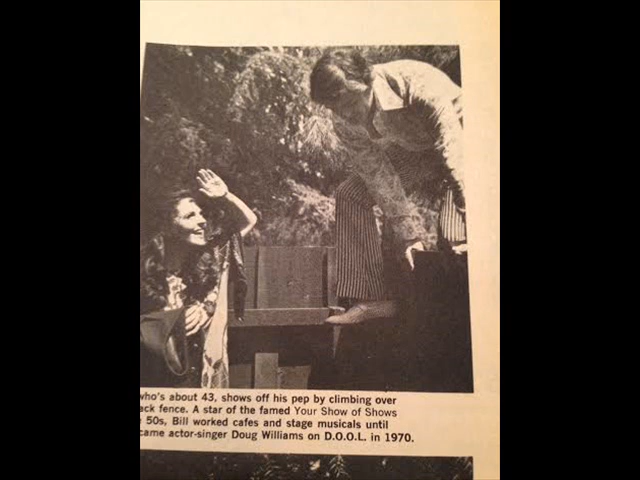 who's about 43, shows off his pep by climbing over
ack fence. A star of the famed Your Show of Shows
50s, Bill worked cafes and stage musicals until
came actor-singer Doug Williams on D.O.O.L. in 1970.